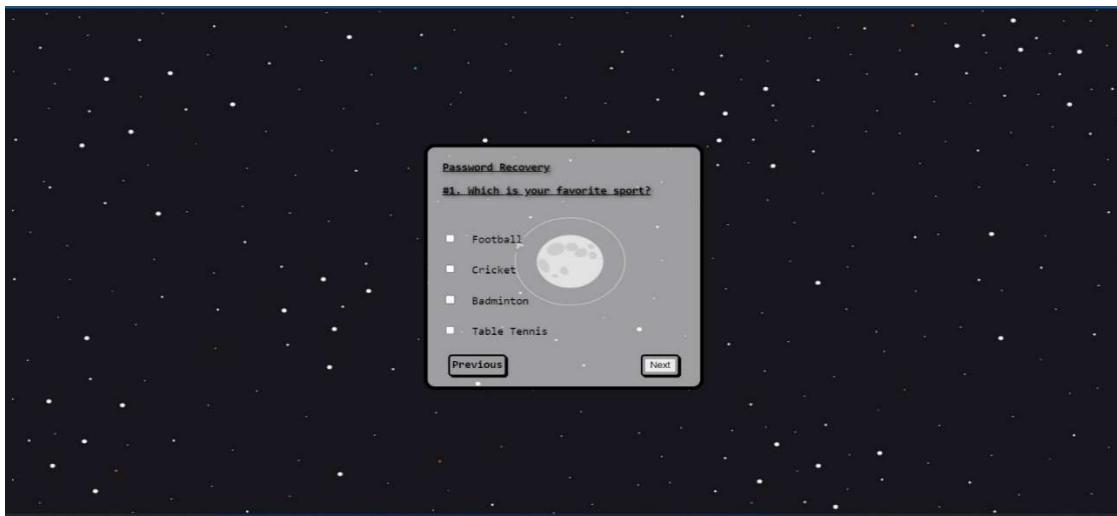 Password Recovery
#1. Which is your favorite sport?
Football
Cricket
Badminton
Table Tennis
Previous
Next